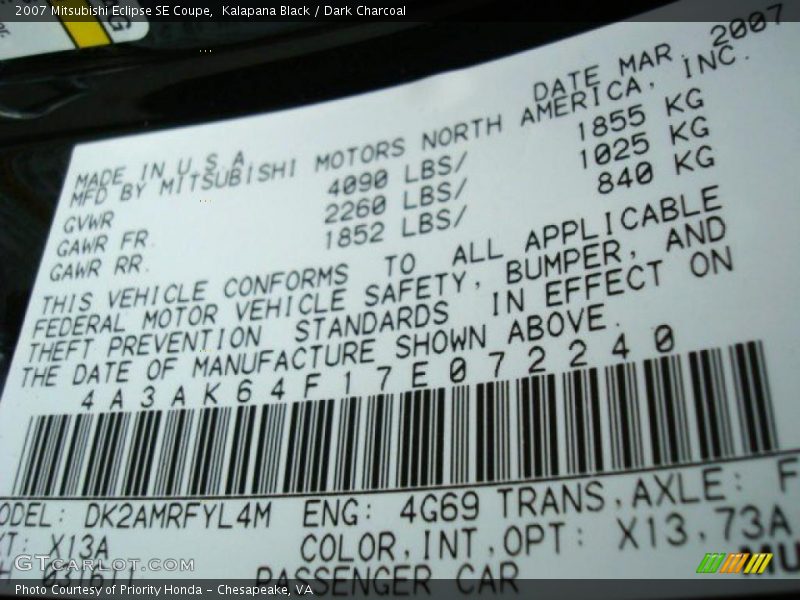 2007 Mitsubishi Eclipse SE Coupe, Kalapana Black / Dark Charcoal
DATE MAR. 2007
MADE IN U.S.A.
MFD BY MITSUBISHI MOTORS NORTH AMERICA, INC.
GVWR 4090 LBS/ 1855 KG
GAWR FR. 2260 LBS/ 1025 KG
GAWR RR. 1852 LBS/ 840 KG
THIS VEHICLE CONFORMS TO ALL APPLICABLE
FEDERAL MOTOR VEHICLE SAFETY, BUMPER, AND
THEFT PREVENTION STANDARDS IN EFFECT ON
THE DATE OF MANUFACTURE SHOWN ABOVE.
4A3AK64F17E072240
ODEL: DK2AMRFYL4M ENG: 4G69 TRANS,AXLE: F
XT: X13A COLOR,INT,OPT: X13,73A
PASSENGER CAR
GTCarLot.com
Photo Courtesy of Priority Honda – Chesapeake, VA